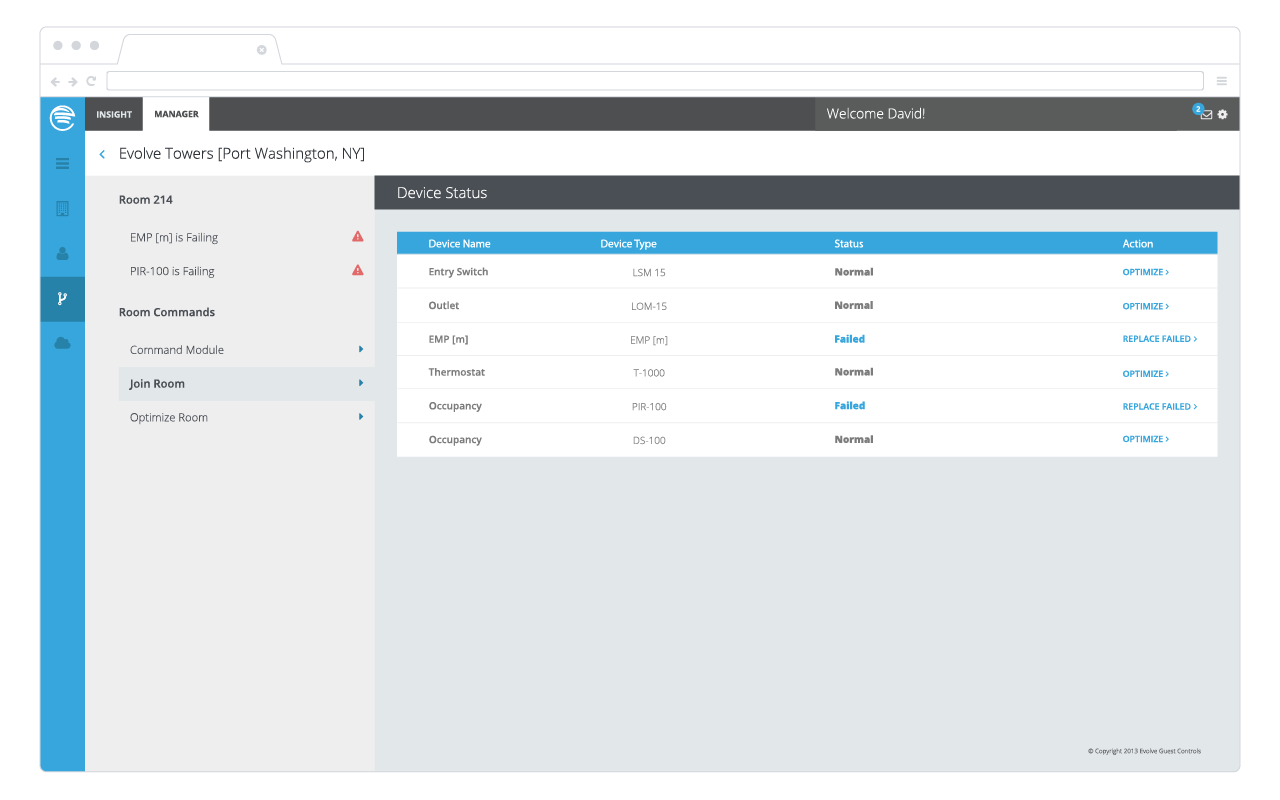 INSIGHT MANAGER Welcome David! 2
Evolve Towers [Port Washington, NY]
Room 214
EMP [m] is Failing
PIR-100 is Failing
Room Commands
Command Module
Join Room
Optimize Room
Device Status
Device Name Device Type Status Action
Entry Switch LSM 15 Normal OPTIMIZE >
Outlet LOM-15 Normal OPTIMIZE >
EMP [m] EMP [m] Failed REPLACE FAILED >
Thermostat T-1000 Normal OPTIMIZE >
Occupancy PIR-100 Failed REPLACE FAILED >
Occupancy DS-100 Normal OPTIMIZE >
© Copyright 2013 Evolve Guest Controls